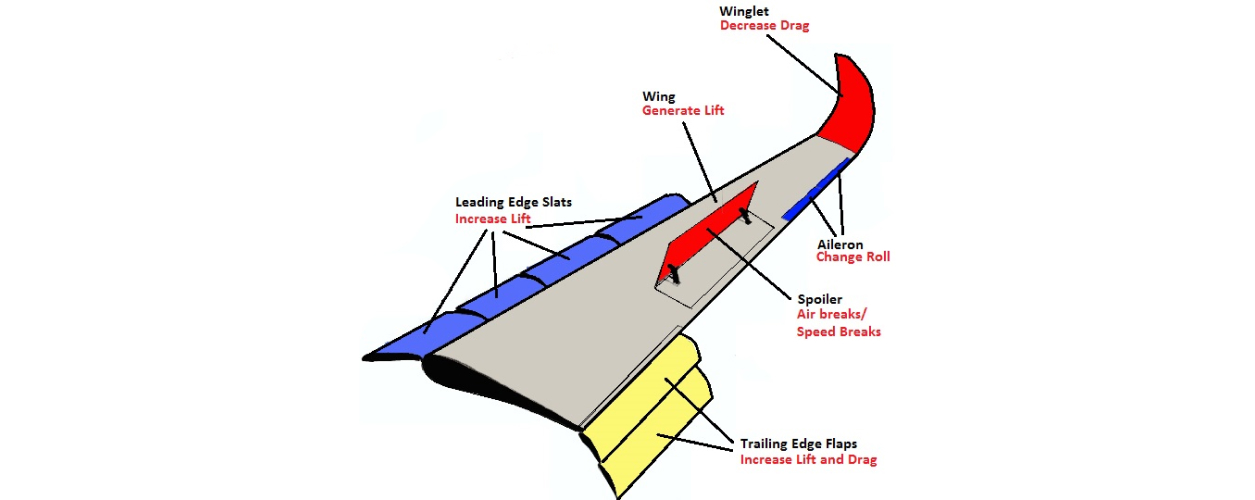 Winglet
Decrease Drag
Wing
Generate Lift
Leading Edge Slats
Increase Lift
Aileron
Change Roll
Spoiler
Air breaks/
Speed Breaks
Trailing Edge Flaps
Increase Lift and Drag